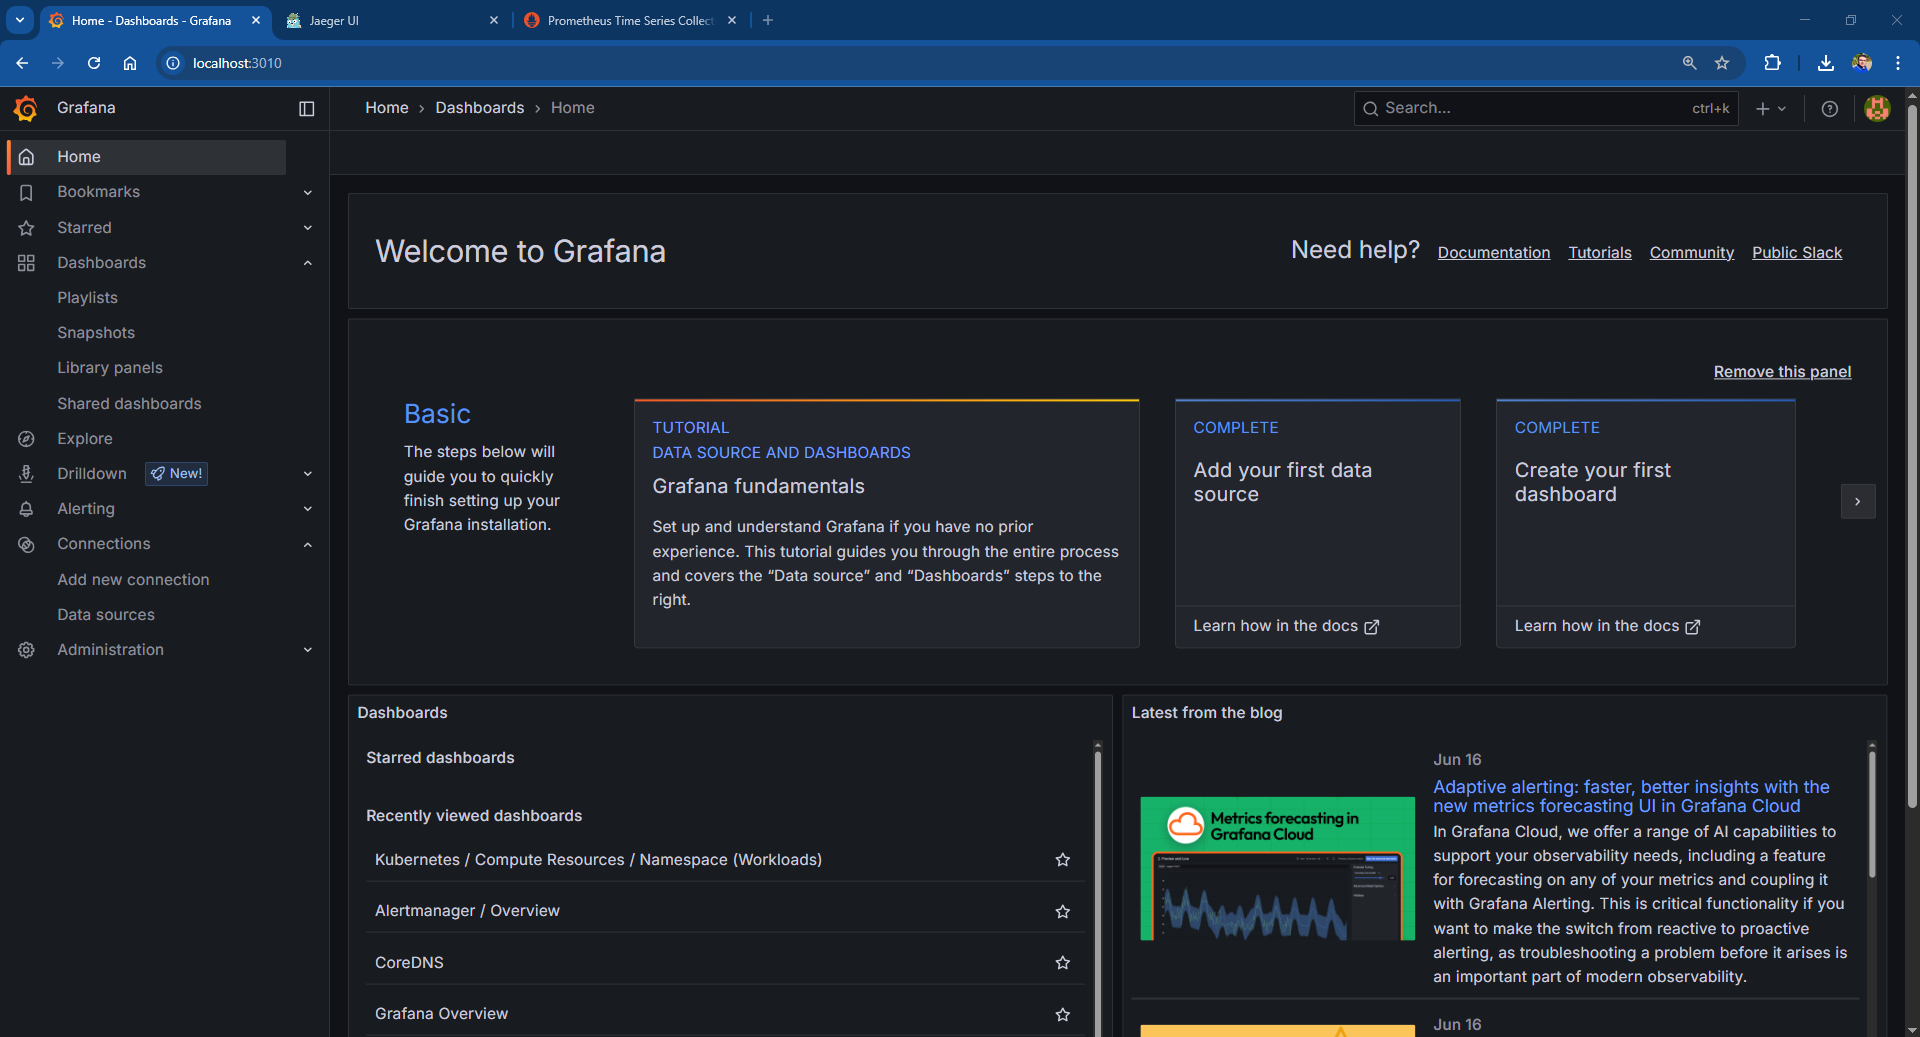 Home - Dashboards - Grafana
Jaeger UI
Prometheus Time Series Collect
localhost:3010
Grafana
Home › Dashboards › Home
Search...
ctrl+k
Home
Bookmarks
Starred
Dashboards
Playlists
Snapshots
Library panels
Shared dashboards
Explore
Drilldown
New!
Alerting
Connections
Add new connection
Data sources
Administration
Welcome to Grafana
Need help?
Documentation
Tutorials
Community
Public Slack
Remove this panel
Basic
The steps below will
guide you to quickly
finish setting up your
Grafana installation.
TUTORIAL
DATA SOURCE AND DASHBOARDS
Grafana fundamentals
Set up and understand Grafana if you have no prior
experience. This tutorial guides you through the entire process
and covers the “Data source” and “Dashboards” steps to the
right.
COMPLETE
Add your first data
source
Learn how in the docs
COMPLETE
Create your first
dashboard
Learn how in the docs
Dashboards
Starred dashboards
Recently viewed dashboards
Kubernetes / Compute Resources / Namespace (Workloads)
Alertmanager / Overview
CoreDNS
Grafana Overview
Latest from the blog
Metrics forecasting in
Grafana Cloud
Jun 16
Adaptive alerting: faster, better insights with the
new metrics forecasting UI in Grafana Cloud
In Grafana Cloud, we offer a range of AI capabilities to
support your observability needs, including a feature
for forecasting on any of your metrics and coupling it
with Grafana Alerting. This is critical functionality if you
want to make the switch from reactive to proactive
alerting, as troubleshooting a problem before it arises is
an important part of modern observability.
Jun 16